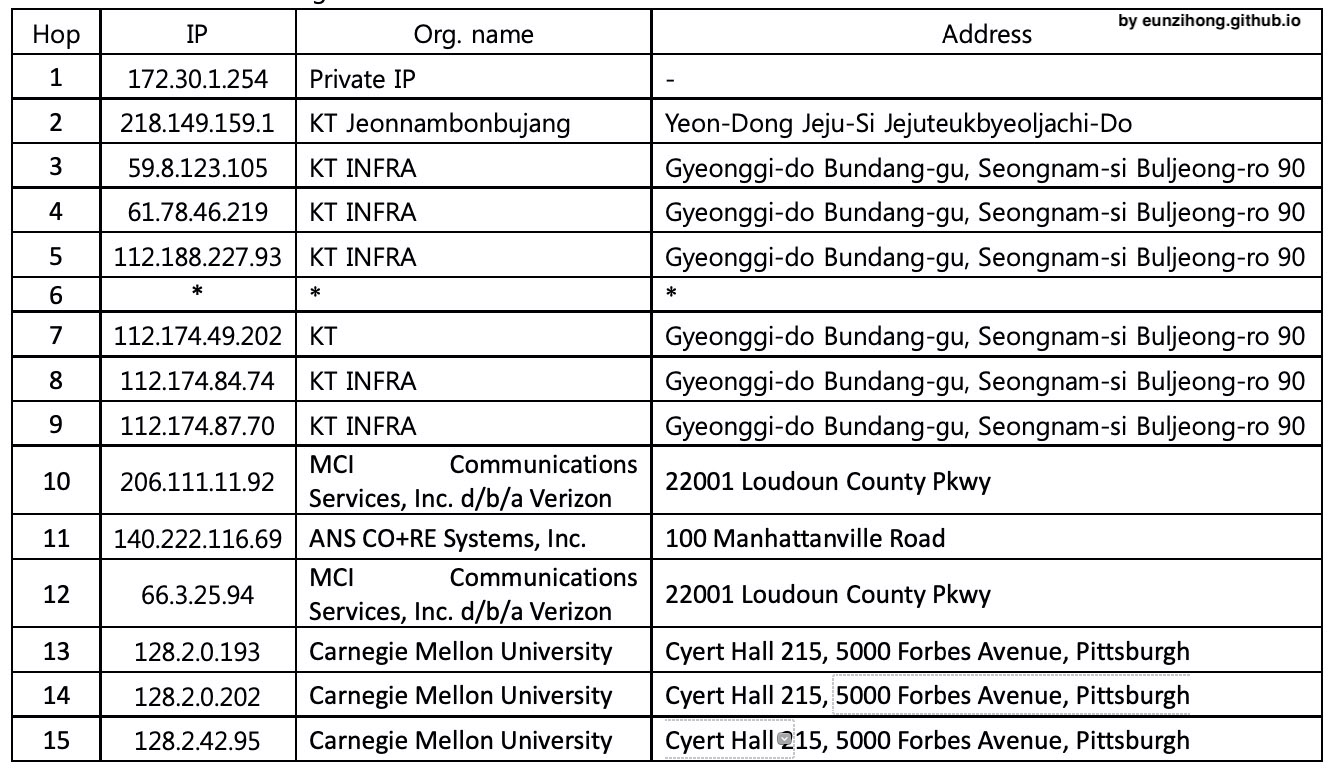 by eunzihong.github.io
Hop IP Org. name Address
1 172.30.1.254 Private IP -
2 218.149.159.1 KT Jeonnambonbujang Yeon-Dong Jeju-Si Jejuteukbyeoljachi-Do
3 59.8.123.105 KT INFRA Gyeonggi-do Bundang-gu, Seongnam-si Buljeong-ro 90
4 61.78.46.219 KT INFRA Gyeonggi-do Bundang-gu, Seongnam-si Buljeong-ro 90
5 112.188.227.93 KT INFRA Gyeonggi-do Bundang-gu, Seongnam-si Buljeong-ro 90
6 * * *
7 112.174.49.202 KT Gyeonggi-do Bundang-gu, Seongnam-si Buljeong-ro 90
8 112.174.84.74 KT INFRA Gyeonggi-do Bundang-gu, Seongnam-si Buljeong-ro 90
9 112.174.87.70 KT INFRA Gyeonggi-do Bundang-gu, Seongnam-si Buljeong-ro 90
10 206.111.11.92 MCI Communications
Services, Inc. d/b/a Verizon 22001 Loudoun County Pkwy
11 140.222.116.69 ANS CO+RE Systems, Inc. 100 Manhattanville Road
12 66.3.25.94 MCI Communications
Services, Inc. d/b/a Verizon 22001 Loudoun County Pkwy
13 128.2.0.193 Carnegie Mellon University Cyert Hall 215, 5000 Forbes Avenue, Pittsburgh
14 128.2.0.202 Carnegie Mellon University Cyert Hall 215, 5000 Forbes Avenue, Pittsburgh
15 128.2.42.95 Carnegie Mellon University Cyert Hall 215, 5000 Forbes Avenue, Pittsburgh